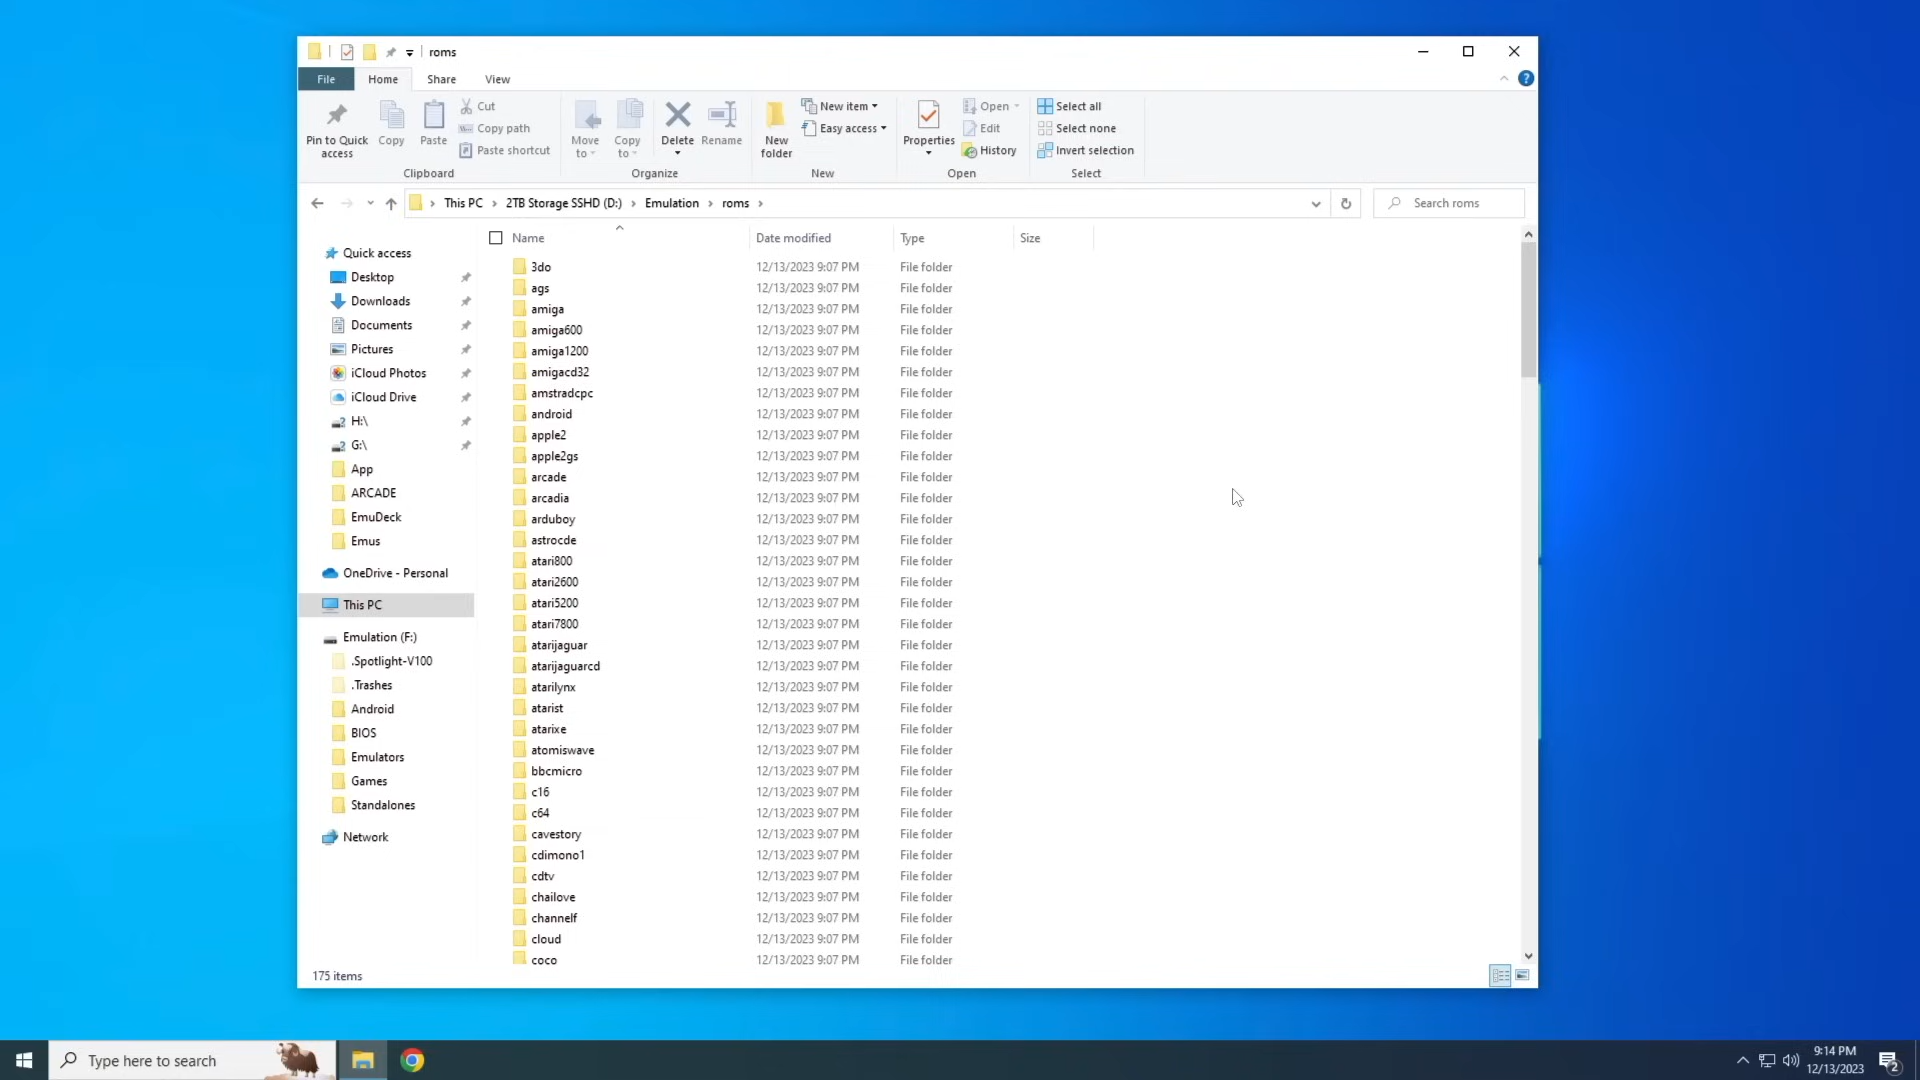 roms
File Home Share View
Pin to Quick access
Copy
Paste
Cut
Copy path
Paste shortcut
Clipboard
Move to
Copy to
Delete
Rename
Organize
New folder
New item
Easy access
New
Properties
Open
Edit
History
Open
Select all
Select none
Invert selection
Select
This PC > 2TB Storage SSHD (D:) > Emulation > roms >
Search roms
Quick access
Desktop
Downloads
Documents
Pictures
iCloud Photos
iCloud Drive
H:\
G:\
App
ARCADE
EmuDeck
Emus
OneDrive - Personal
This PC
Emulation (F:)
.Spotlight-V100
.Trashes
Android
BIOS
Emulators
Games
Standalones
Network
Name Date modified Type Size
3do 12/13/2023 9:07 PM File folder
ags 12/13/2023 9:07 PM File folder
amiga 12/13/2023 9:07 PM File folder
amiga600 12/13/2023 9:07 PM File folder
amiga1200 12/13/2023 9:07 PM File folder
amigacd32 12/13/2023 9:07 PM File folder
amstradcpc 12/13/2023 9:07 PM File folder
android 12/13/2023 9:07 PM File folder
apple2 12/13/2023 9:07 PM File folder
apple2gs 12/13/2023 9:07 PM File folder
arcade 12/13/2023 9:07 PM File folder
arcadia 12/13/2023 9:07 PM File folder
arduboy 12/13/2023 9:07 PM File folder
astrocde 12/13/2023 9:07 PM File folder
atari800 12/13/2023 9:07 PM File folder
atari2600 12/13/2023 9:07 PM File folder
atari5200 12/13/2023 9:07 PM File folder
atari7800 12/13/2023 9:07 PM File folder
atarijaguar 12/13/2023 9:07 PM File folder
atarijaguarcd 12/13/2023 9:07 PM File folder
atarilynx 12/13/2023 9:07 PM File folder
atarist 12/13/2023 9:07 PM File folder
atarixe 12/13/2023 9:07 PM File folder
atomiswave 12/13/2023 9:07 PM File folder
bbcmicro 12/13/2023 9:07 PM File folder
c16 12/13/2023 9:07 PM File folder
c64 12/13/2023 9:07 PM File folder
cavestory 12/13/2023 9:07 PM File folder
cdimono1 12/13/2023 9:07 PM File folder
cdtv 12/13/2023 9:07 PM File folder
chailove 12/13/2023 9:07 PM File folder
channelf 12/13/2023 9:07 PM File folder
cloud 12/13/2023 9:07 PM File folder
coco 12/13/2023 9:07 PM File folder
175 items
Type here to search
9:14 PM
12/13/2023
2